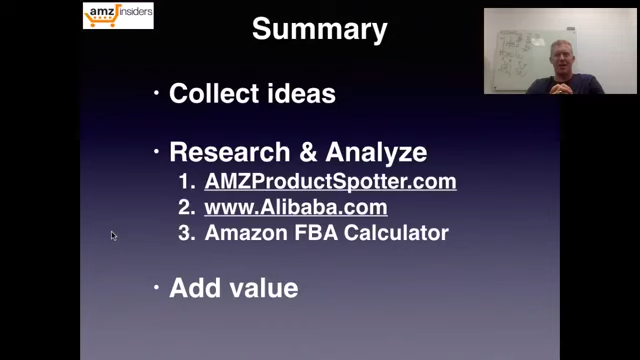 amz insiders
Summary
• Collect ideas
• Research & Analyze
1. AMZProductSpotter.com
2. www.Alibaba.com
3. Amazon FBA Calculator
• Add value